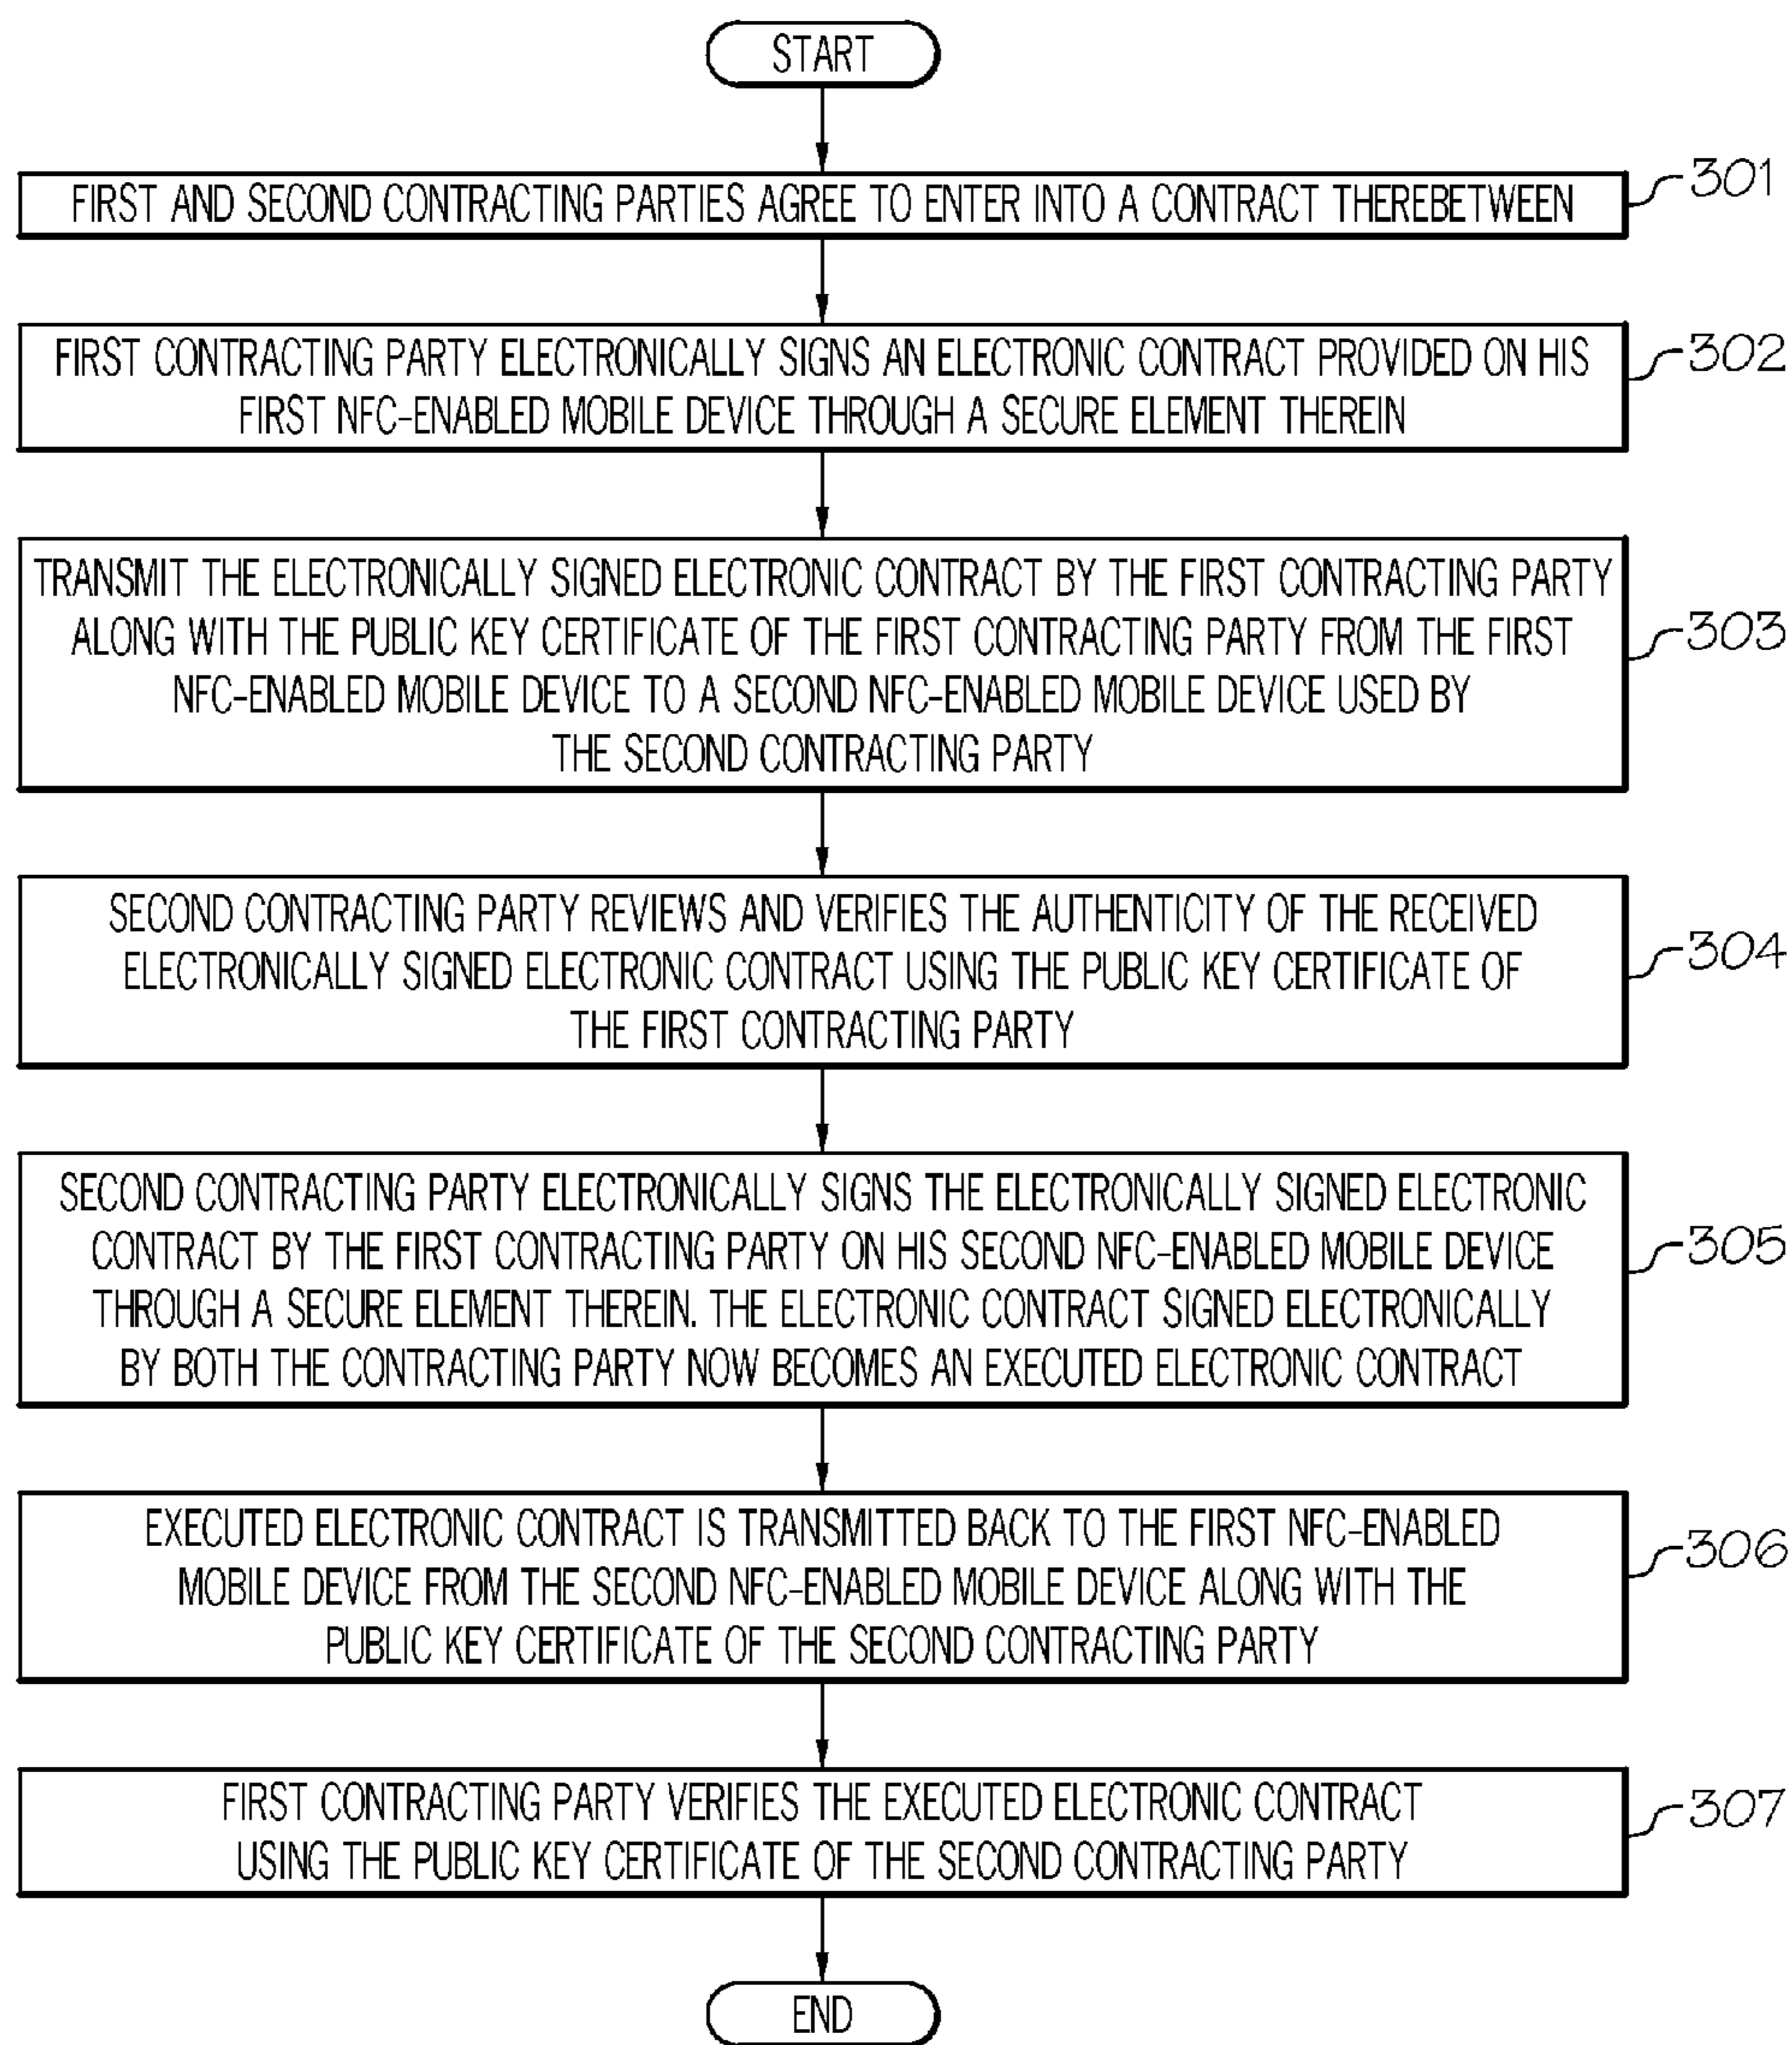 START
FIRST AND SECOND CONTRACTING PARTIES AGREE TO ENTER INTO A CONTRACT THEREBETWEEN
301
FIRST CONTRACTING PARTY ELECTRONICALLY SIGNS AN ELECTRONIC CONTRACT PROVIDED ON HIS
FIRST NFC-ENABLED MOBILE DEVICE THROUGH A SECURE ELEMENT THEREIN
302
TRANSMIT THE ELECTRONICALLY SIGNED ELECTRONIC CONTRACT BY THE FIRST CONTRACTING PARTY
ALONG WITH THE PUBLIC KEY CERTIFICATE OF THE FIRST CONTRACTING PARTY FROM THE FIRST
NFC-ENABLED MOBILE DEVICE TO A SECOND NFC-ENABLED MOBILE DEVICE USED BY
THE SECOND CONTRACTING PARTY
303
SECOND CONTRACTING PARTY REVIEWS AND VERIFIES THE AUTHENTICITY OF THE RECEIVED
ELECTRONICALLY SIGNED ELECTRONIC CONTRACT USING THE PUBLIC KEY CERTIFICATE OF
THE FIRST CONTRACTING PARTY
304
SECOND CONTRACTING PARTY ELECTRONICALLY SIGNS THE ELECTRONICALLY SIGNED ELECTRONIC
CONTRACT BY THE FIRST CONTRACTING PARTY ON HIS SECOND NFC-ENABLED MOBILE DEVICE
THROUGH A SECURE ELEMENT THEREIN. THE ELECTRONIC CONTRACT SIGNED ELECTRONICALLY
BY BOTH THE CONTRACTING PARTY NOW BECOMES AN EXECUTED ELECTRONIC CONTRACT
305
EXECUTED ELECTRONIC CONTRACT IS TRANSMITTED BACK TO THE FIRST NFC-ENABLED
MOBILE DEVICE FROM THE SECOND NFC-ENABLED MOBILE DEVICE ALONG WITH THE
PUBLIC KEY CERTIFICATE OF THE SECOND CONTRACTING PARTY
306
FIRST CONTRACTING PARTY VERIFIES THE EXECUTED ELECTRONIC CONTRACT
USING THE PUBLIC KEY CERTIFICATE OF THE SECOND CONTRACTING PARTY
307
END